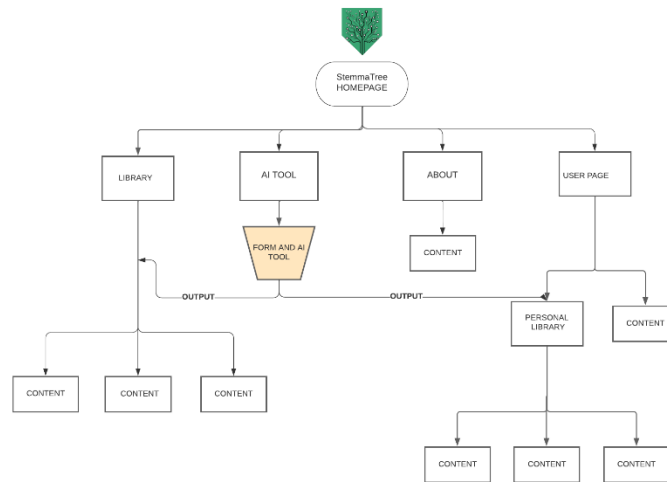 StemmaTree
HOMEPAGE
LIBRARY
AI TOOL
ABOUT
USER PAGE
FORM AND AI
TOOL
CONTENT
OUTPUT
OUTPUT
PERSONAL
LIBRARY
CONTENT
CONTENT
CONTENT
CONTENT
CONTENT
CONTENT
CONTENT